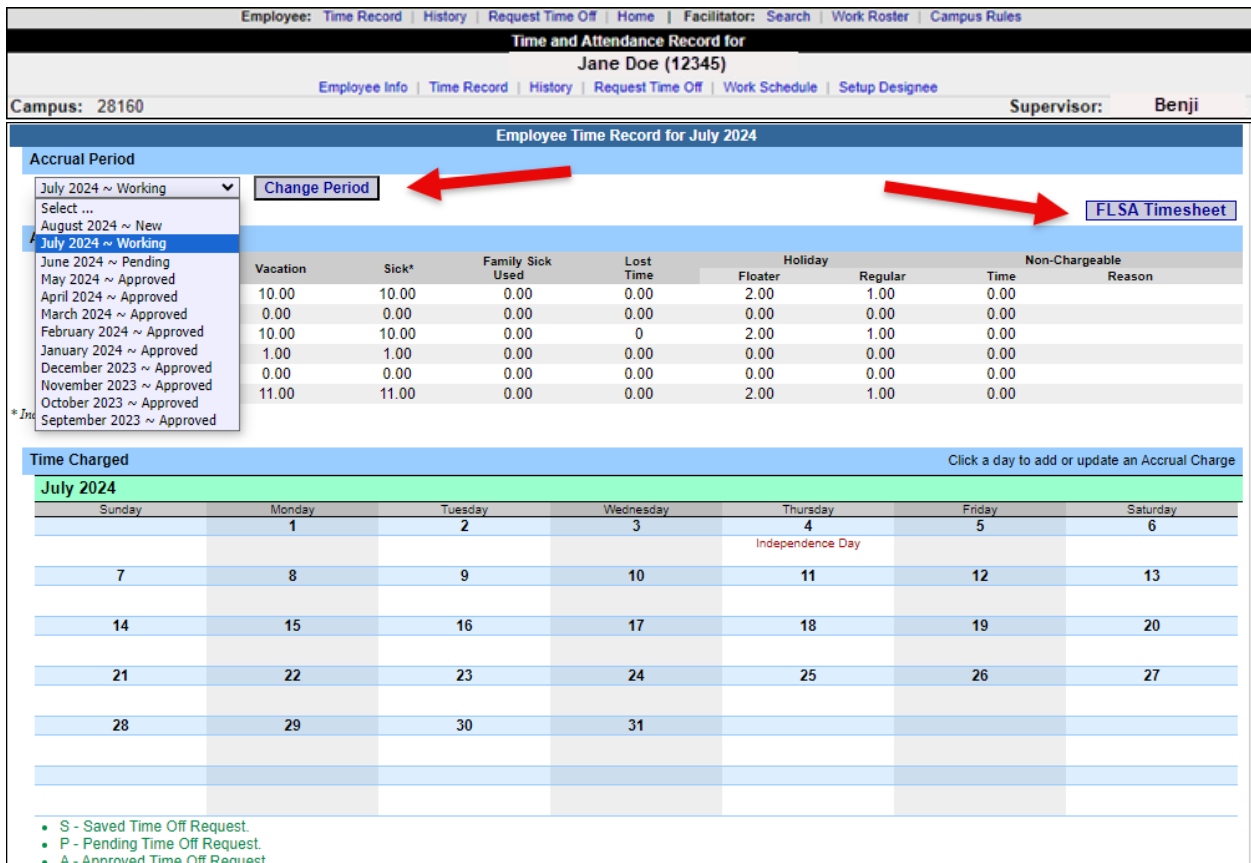 Employee: Time Record | History | Request Time Off | Home | Facilitator: Search | Work Roster | Campus Rules
Time and Attendance Record for
Jane Doe (12345)
Employee Info | Time Record | History | Request Time Off | Work Schedule | Setup Designee
Campus: 28160 Supervisor: Benji
Employee Time Record for July 2024
Accrual Period
July 2024 ~ Working Change Period
FLSA Timesheet
Select ...
August 2024 ~ New
July 2024 ~ Working
June 2024 ~ Pending
May 2024 ~ Approved
April 2024 ~ Approved
March 2024 ~ Approved
February 2024 ~ Approved
January 2024 ~ Approved
December 2023 ~ Approved
November 2023 ~ Approved
October 2023 ~ Approved
September 2023 ~ Approved
Vacation Sick* Family Sick Used Lost Time Holiday Non-Chargeable
Floater Regular Time Reason
10.00 10.00 0.00 0.00 2.00 1.00 0.00
0.00 0.00 0.00 0.00 0.00 0.00 0.00
10.00 10.00 0.00 0 2.00 1.00 0.00
1.00 1.00 0.00 0.00 0.00 0.00 0.00
0.00 0.00 0.00 0.00 0.00 0.00 0.00
11.00 11.00 0.00 0.00 2.00 1.00 0.00
Time Charged Click a day to add or update an Accrual Charge
July 2024
Sunday Monday Tuesday Wednesday Thursday Friday Saturday
1 2 3 4 5 6
Independence Day
7 8 9 10 11 12 13
14 15 16 17 18 19 20
21 22 23 24 25 26 27
28 29 30 31
• S - Saved Time Off Request.
• P - Pending Time Off Request.
• A - Approved Time Off Request.